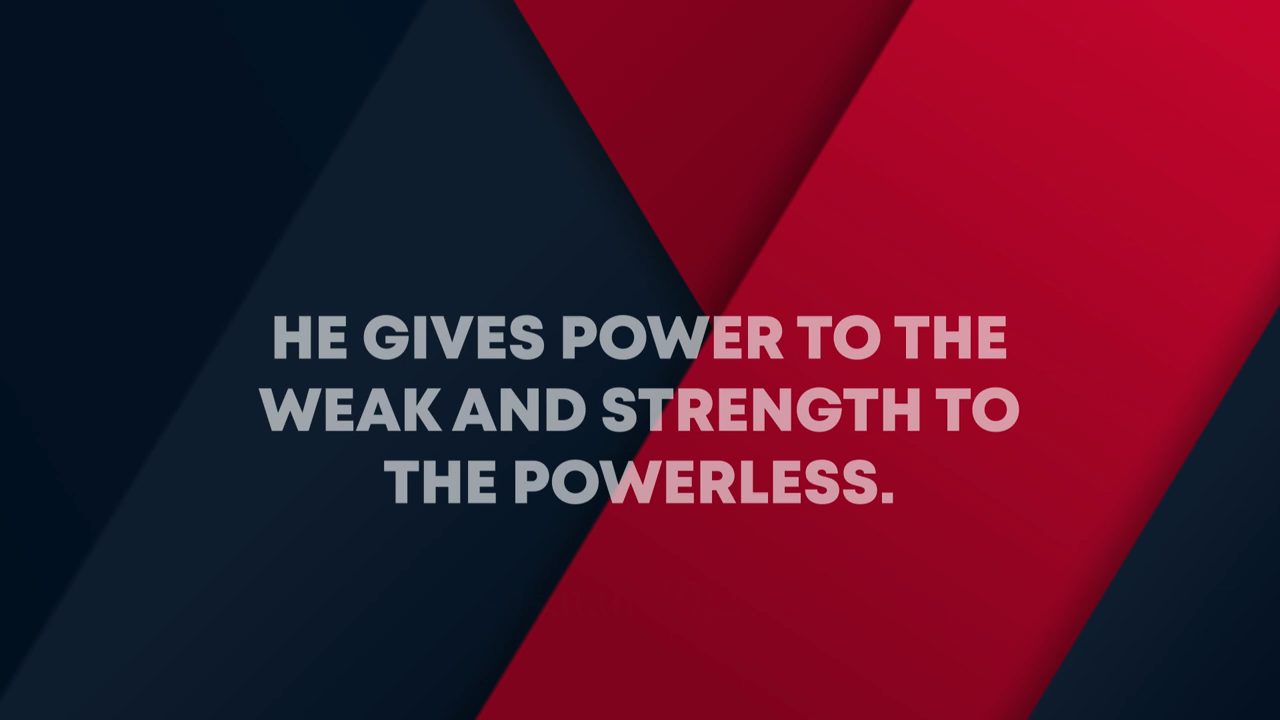 HE GIVES POWER TO THE
WEAK AND STRENGTH TO
THE POWERLESS.